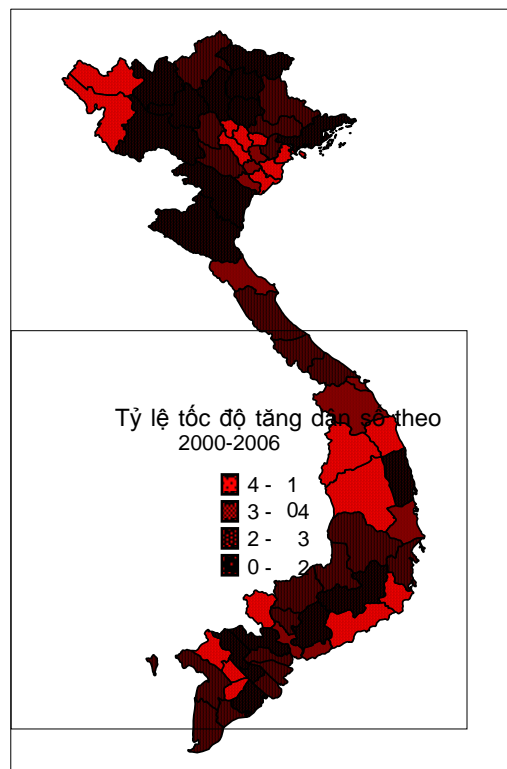 Tỷ lệ tốc độ tăng dân số theo
2000-2006
4 - 1
3 - 04
2 - 3
0 - 2